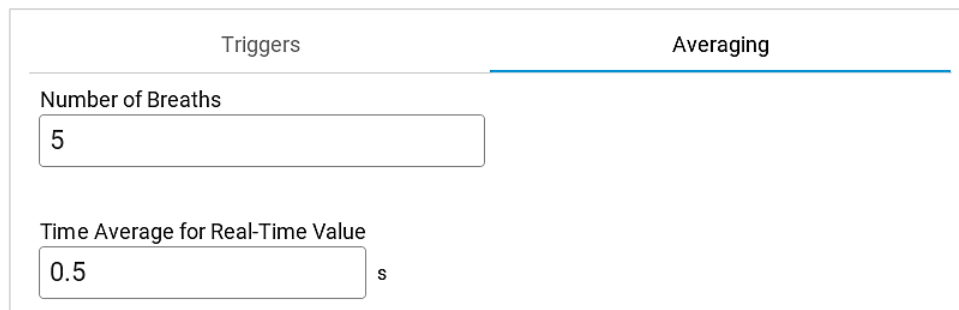 Triggers Averaging
Number of Breaths
5
Time Average for Real-Time Value
0.5 s